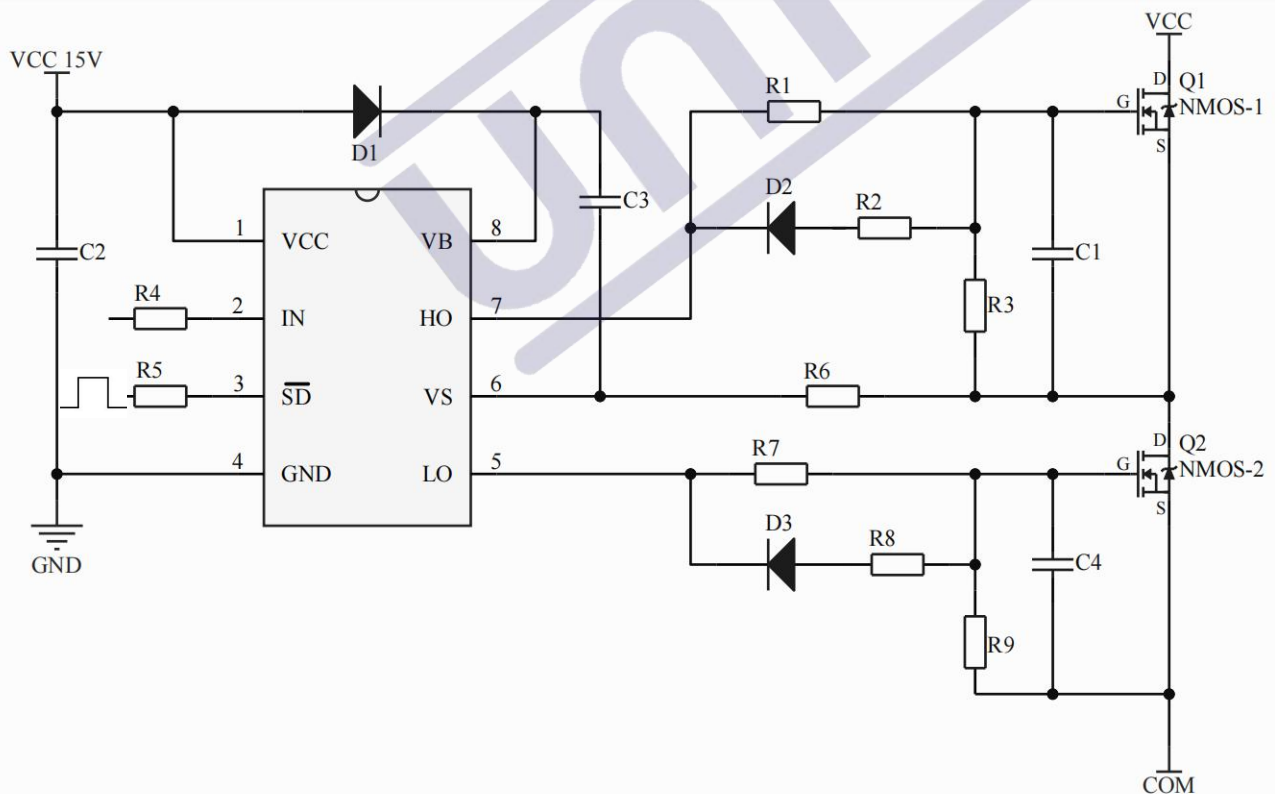 VCC
VCC 15V
R1
D
Q1
G
NMOS-1
S
D1
D2
R2
C3
1
VCC
VB
8
C2
C1
R4
2
IN
HO
7
R3
R5
3
SD
VS
6
R6
4
GND
LO
5
R7
D
Q2
G
NMOS-2
S
D3
R8
C4
GND
R9
COM